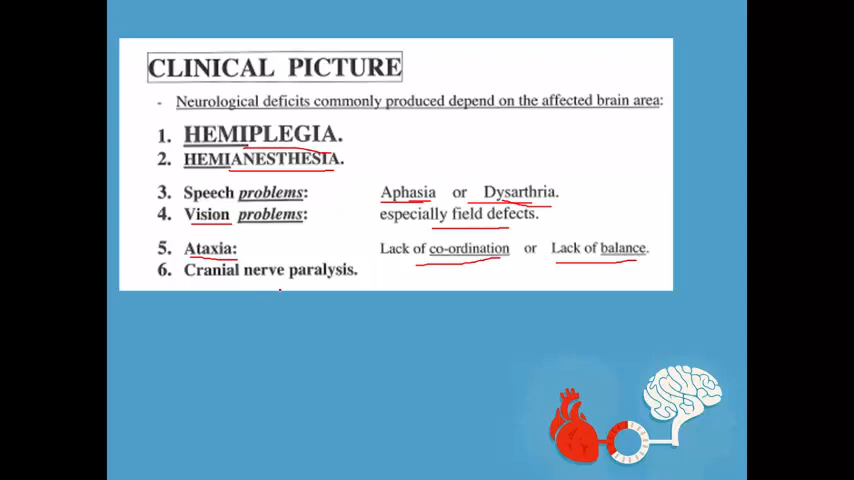 CLINICAL PICTURE
- Neurological deficits commonly produced depend on the affected brain area:
1. HEMIPLEGIA.
2. HEMIANESTHESIA.
3. Speech problems: Aphasia or Dysarthria.
4. Vision problems: especially field defects.
5. Ataxia: Lack of co-ordination or Lack of balance.
6. Cranial nerve paralysis.